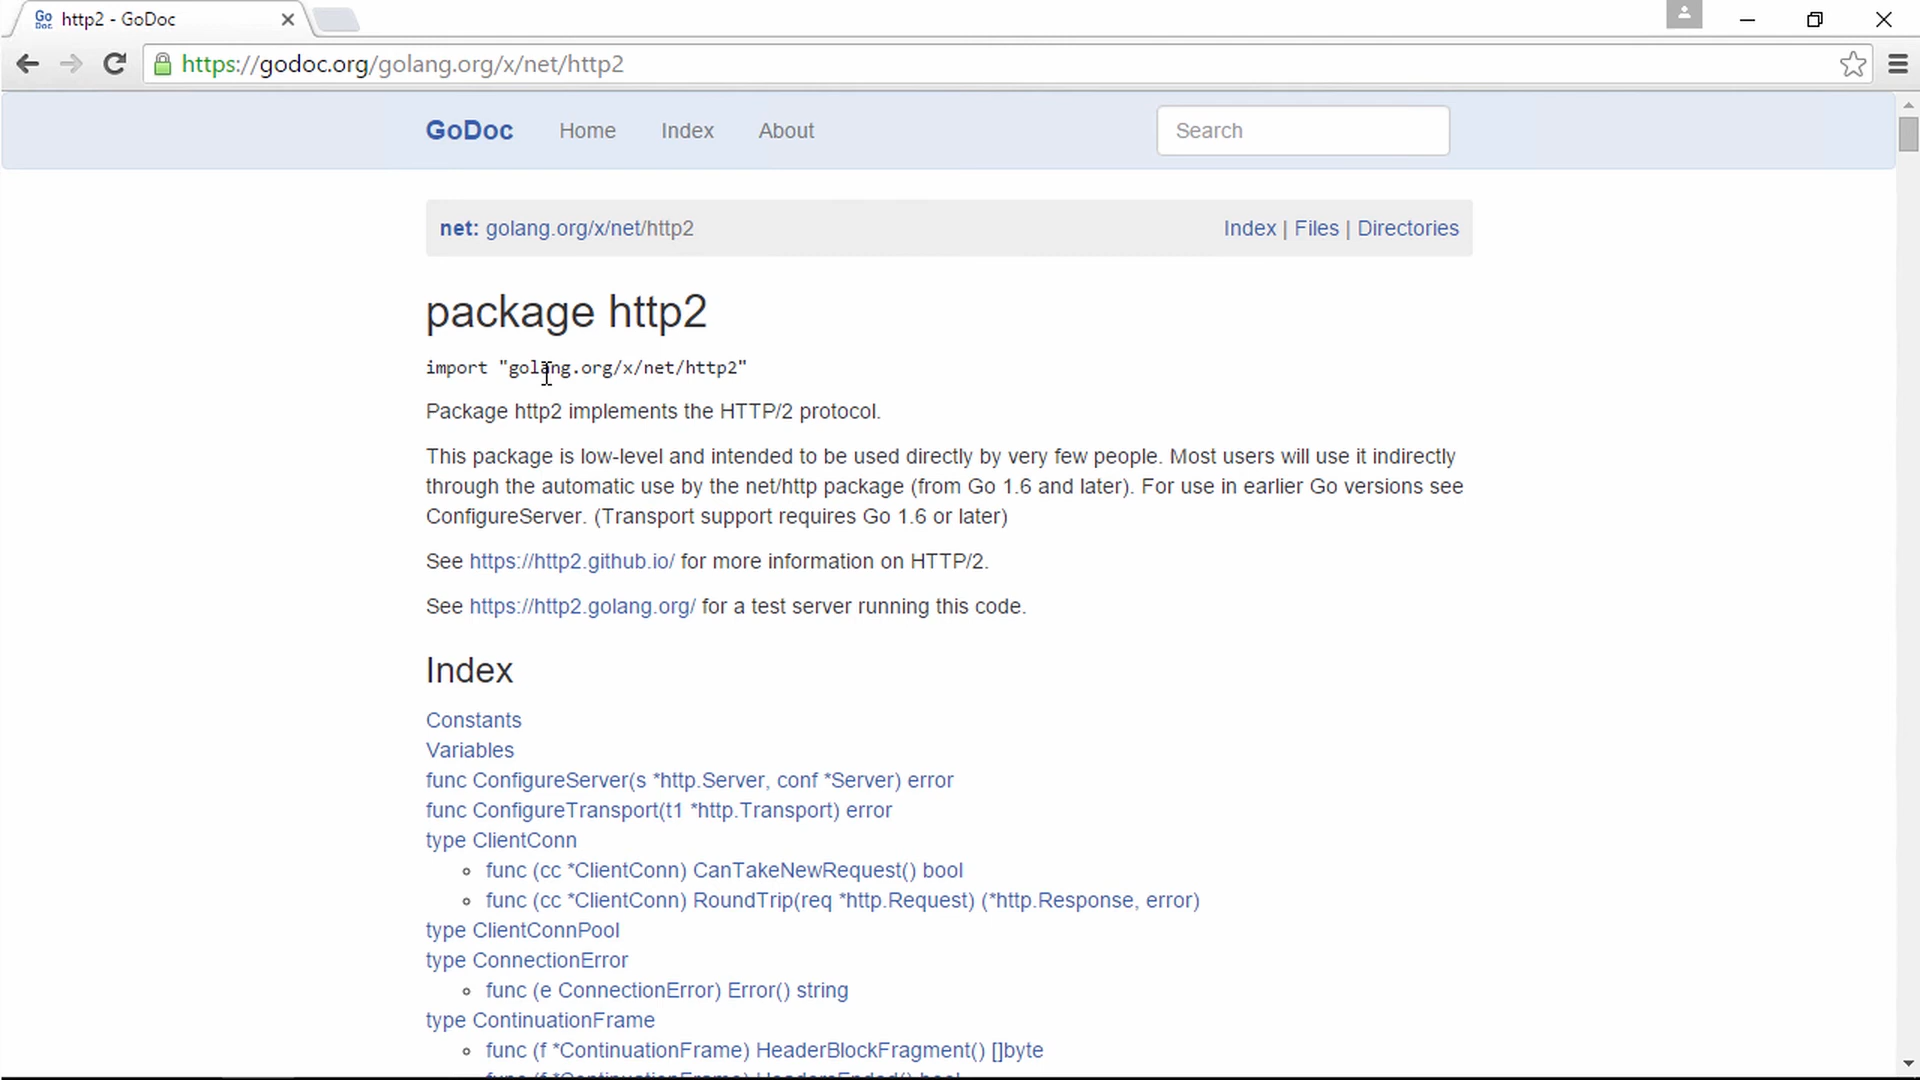 Go Doc http2 - GoDoc
https://godoc.org/golang.org/x/net/http2
GoDoc Home Index About Search
net: golang.org/x/net/http2 Index | Files | Directories
package http2
import "golang.org/x/net/http2"
Package http2 implements the HTTP/2 protocol.
This package is low-level and intended to be used directly by very few people. Most users will use it indirectly
through the automatic use by the net/http package (from Go 1.6 and later). For use in earlier Go versions see
ConfigureServer. (Transport support requires Go 1.6 or later)
See https://http2.github.io/ for more information on HTTP/2.
See https://http2.golang.org/ for a test server running this code.
Index
Constants
Variables
func ConfigureServer(s *http.Server, conf *Server) error
func ConfigureTransport(t1 *http.Transport) error
type ClientConn
func (cc *ClientConn) CanTakeNewRequest() bool
func (cc *ClientConn) RoundTrip(req *http.Request) (*http.Response, error)
type ClientConnPool
type ConnectionError
func (e ConnectionError) Error() string
type ContinuationFrame
func (f *ContinuationFrame) HeaderBlockFragment() []byte